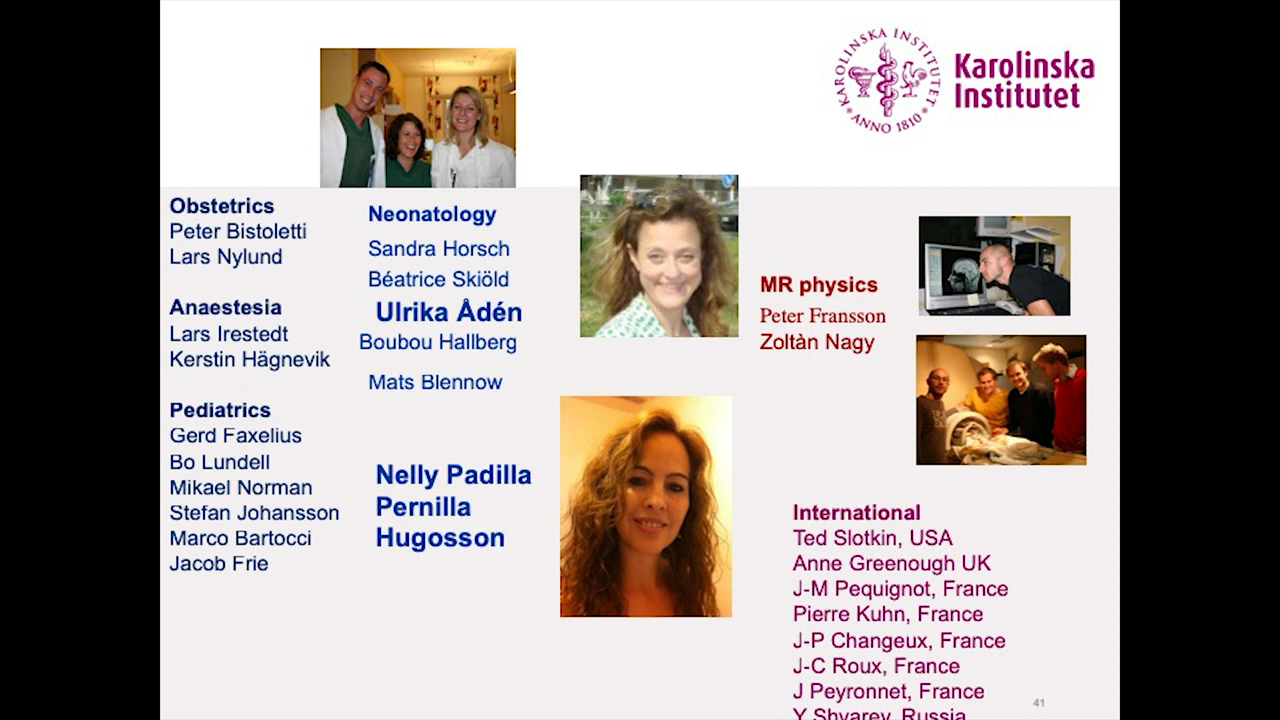 KAROLINSKA INSTITUTET
ANNO 1810
Karolinska
Institutet
Obstetrics
Peter Bistoletti
Lars Nylund
Anaestesia
Lars Irestedt
Kerstin Hägnevik
Pediatrics
Gerd Faxelius
Bo Lundell
Mikael Norman
Stefan Johansson
Marco Bartocci
Jacob Frie
Neonatology
Sandra Horsch
Béatrice Skiöld
Ulrika Ådén
Boubou Hallberg
Mats Blennow
Nelly Padilla
Pernilla
Hugosson
MR physics
Peter Fransson
Zoltàn Nagy
International
Ted Slotkin, USA
Anne Greenough UK
J-M Pequignot, France
Pierre Kuhn, France
J-P Changeux, France
J-C Roux, France
J Peyronnet, France
Y Shvarev, Russia
41